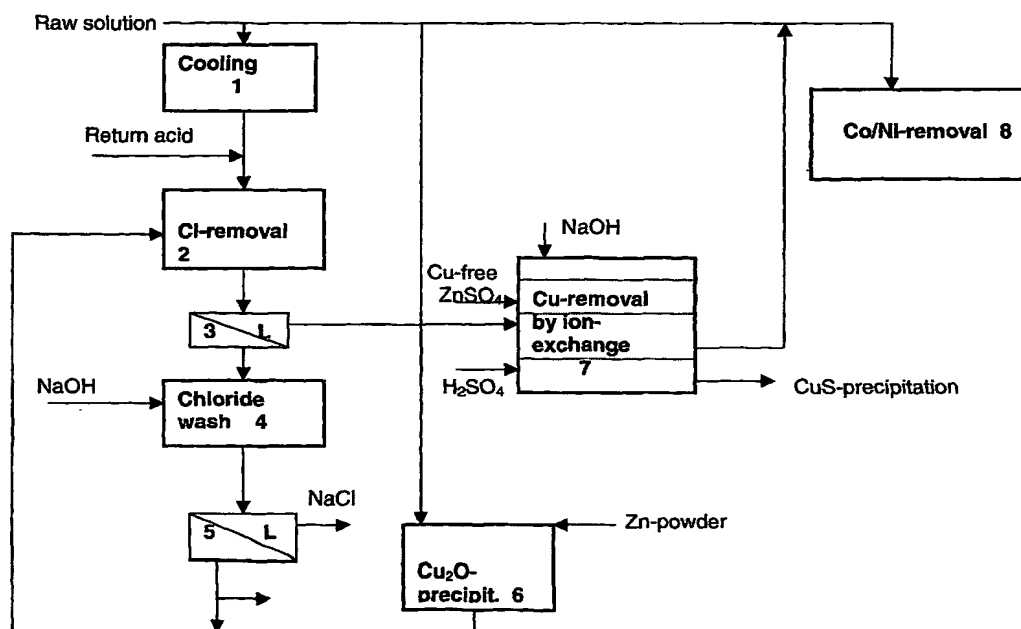 Raw solution
Cooling
1
Return acid
Co/Ni-removal 8
Cl-removal
2
NaOH
Cu-free
ZnSO4
Cu-removal
by ion-
exchange
7
3 L
H2SO4
CuS-precipitation
NaOH
Chloride
wash 4
NaCl
5 L
Zn-powder
Cu2O-
precipit. 6